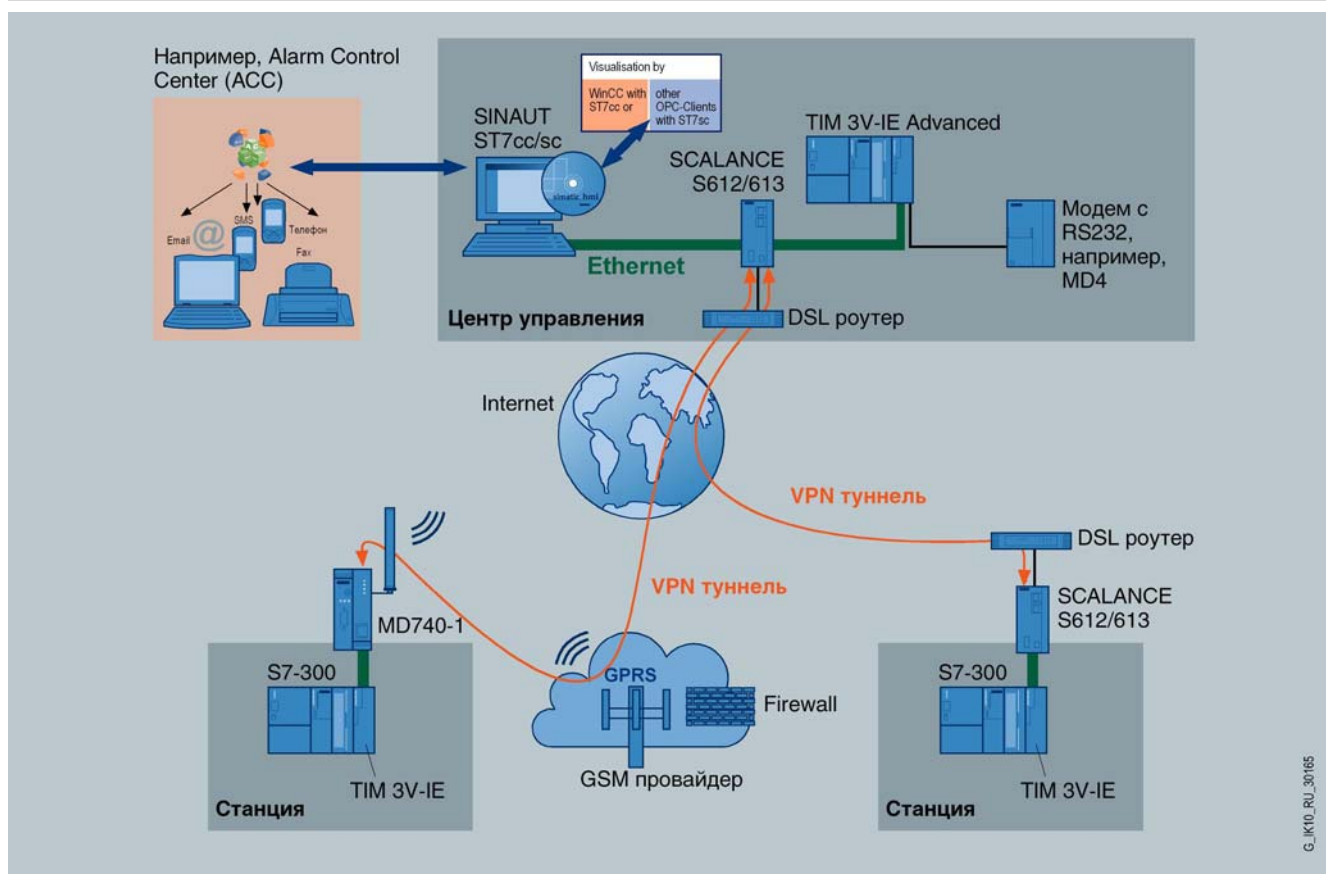 Например, Alarm Control
Center (ACC)
Email
@
SMS
Телефон
Fax
SINAUT
ST7cc/sc
Visualisation by
WinCC with
ST7cc or
other
OPC-Clients
with ST7sc
simatic hmi
SCALANCE
S612/613
TIM 3V-IE Advanced
Модем с
RS232,
например,
MD4
Ethernet
Центр управления
DSL роутер
Internet
VPN туннель
DSL роутер
VPN туннель
SCALANCE
S612/613
MD740-1
S7-300
TIM 3V-IE
Станция
GPRS
Firewall
GSM провайдер
S7-300
TIM 3V-IE
Станция
G_IK10_RU_30165